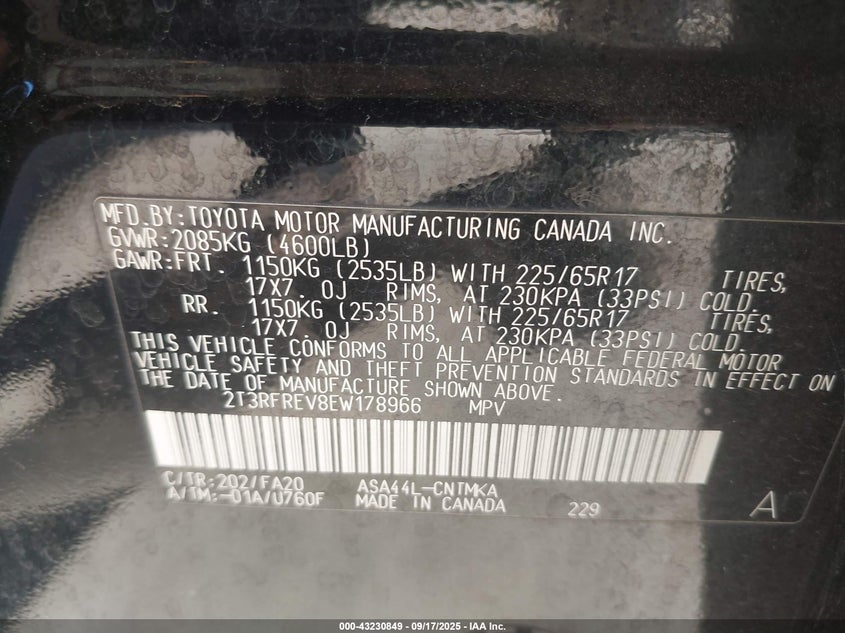 MFD.BY:TOYOTA MOTOR MANUFACTURING CANADA INC.
GVWR:2085KG (4600LB)
GAWR:FRT. 1150KG (2535LB) WITH 225/65R17 TIRES,
17X7. 0J RIMS, AT 230KPA (33PSI) COLD.
RR. 1150KG (2535LB) WITH 225/65R17 TIRES,
17X7. 0J RIMS, AT 230KPA (33PSI) COLD.
THIS VEHICLE CONFORMS TO ALL APPLICABLE FEDERAL MOTOR
VEHICLE SAFETY AND THEFT PREVENTION STANDARDS IN EFFECT ON
THE DATE OF MANUFACTURE SHOWN ABOVE.
2T3RFREV8EW178966 MPV
C/TR:202/FA20 ASA44L-CNTMKA
A/TM:-01A/U760F MADE IN CANADA 229 A
000-43230849 - 09/17/2025 - IAA Inc.